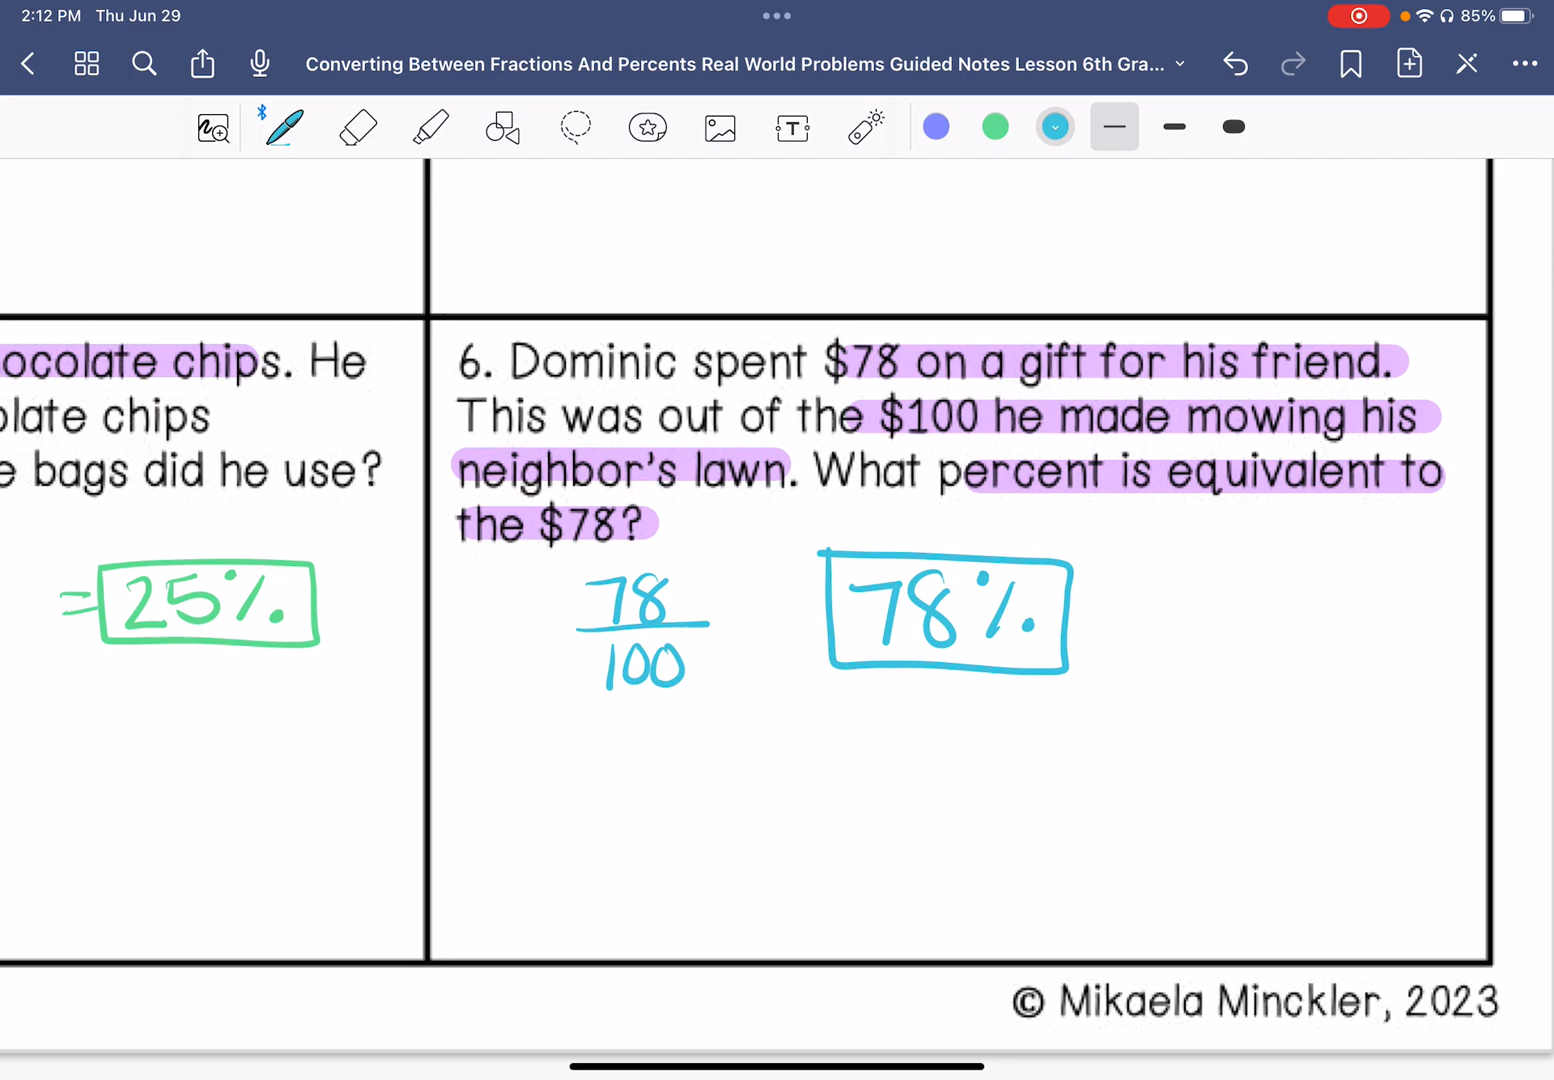 2:12 PM Thu Jun 29
85%
Converting Between Fractions And Percents Real World Problems Guided Notes Lesson 6th Gra...
T
ocolate chips. He
olate chips
e bags did he use?
= 25%
6. Dominic spent $78 on a gift for his friend.
This was out of the $100 he made mowing his
neighbor's lawn. What percent is equivalent to
the $78?
78
100
78%
© Mikaela Minckler, 2023